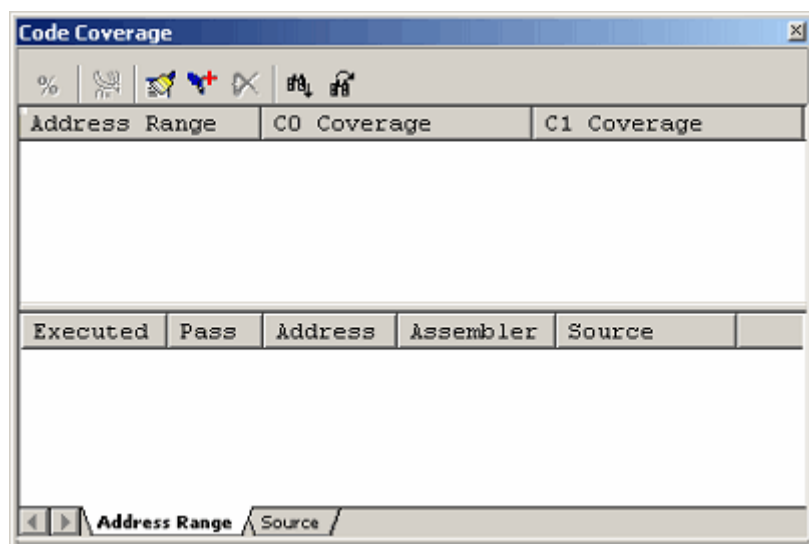 Code Coverage
%
Address Range C0 Coverage C1 Coverage
Executed Pass Address Assembler Source
Address Range Source